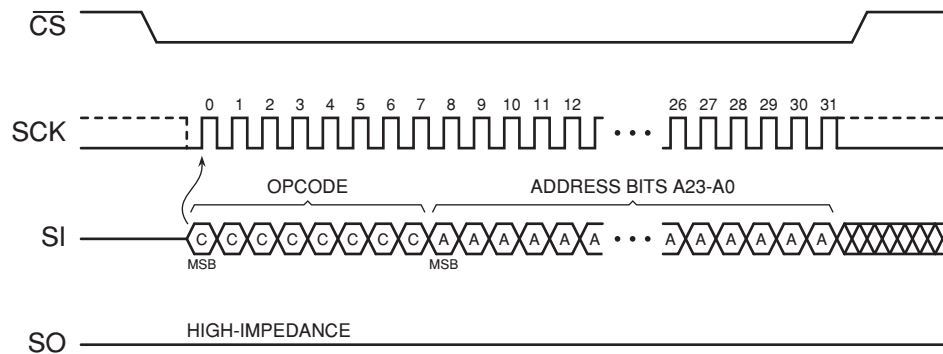 CS
0 1 2 3 4 5 6 7 8 9 10 11 12 26 27 28 29 30 31
SCK
OPCODE ADDRESS BITS A23-A0
SI C C C C C C C C A A A A A A A A A A A A
MSB MSB
HIGH-IMPEDANCE
SO